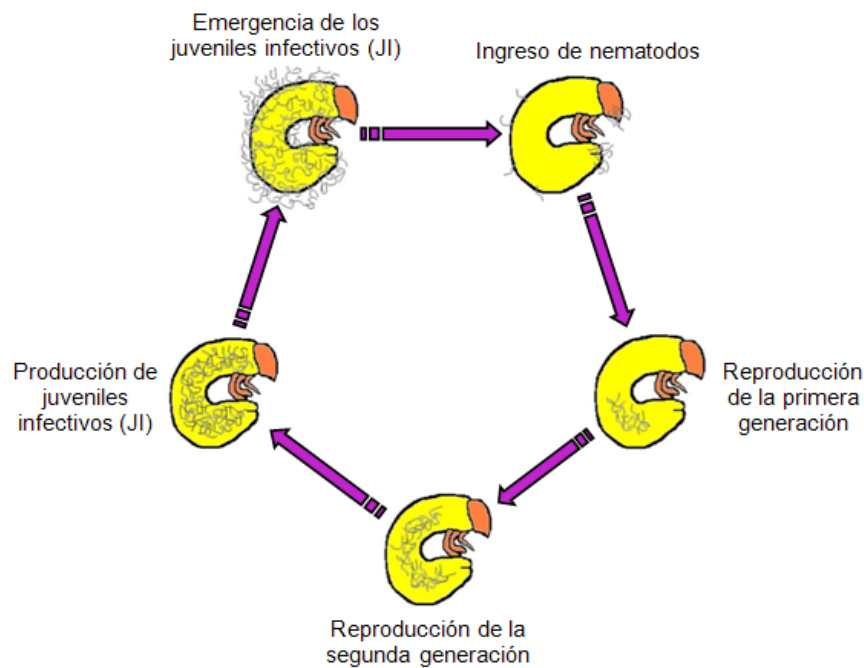 Emergencia de los
juveniles infectivos (JI)
Ingreso de nematodos
Reproducción
de la primera
generación
Reproducción de la
segunda generación
Producción de
juveniles
infectivos (JI)